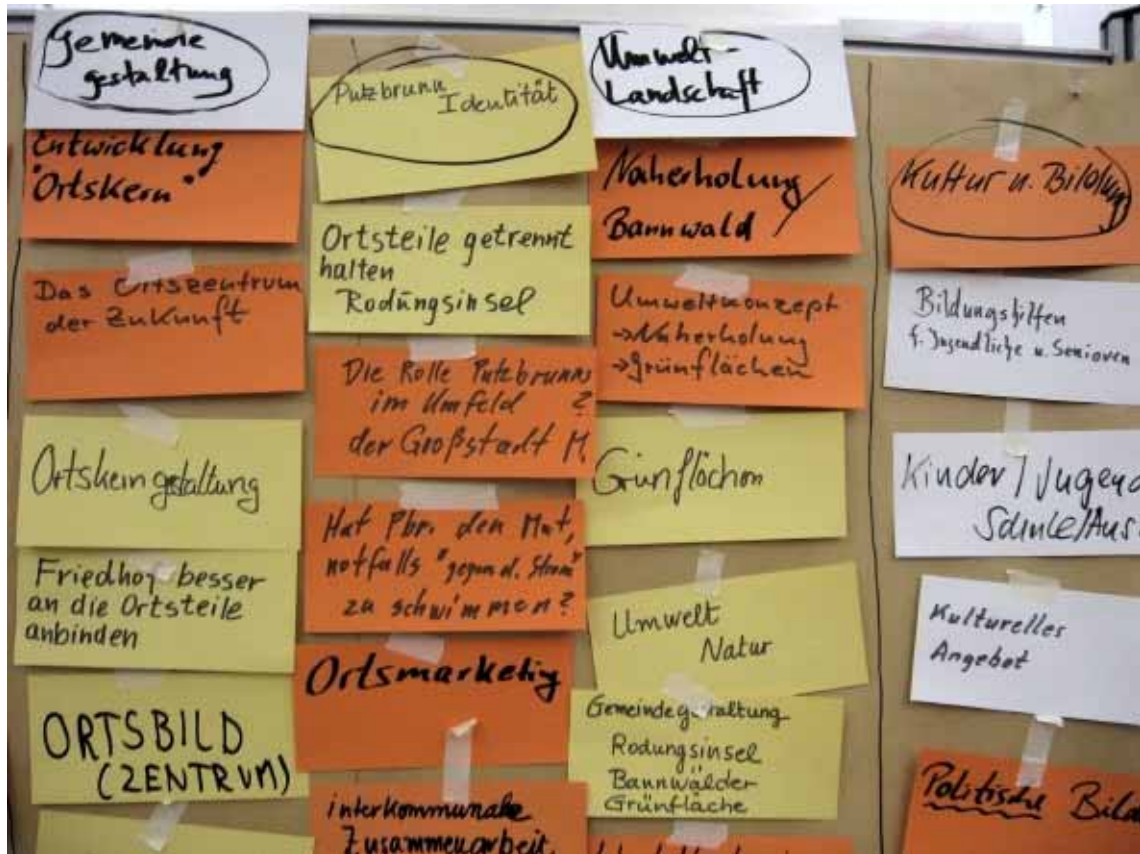 Gemeinde
gestaltung
Entwicklung
"Ortskern"
Das Ortszentrum
der Zukunft
Ortskerngestaltung
Friedhof besser
an die Ortsteile
anbinden
ORTSBILD
(ZENTRUM)
Putzbrunn
Identität
Ortsteile getrennt
halten
Rodungsinsel
Die Rolle Putzbrunns
im Umfeld ?
der Großstadt M.
Hat Pbr. den Mut,
notfalls "gegen d. Strom"
zu schwimmen?
Ortsmarketing
interkommunale
Zusammenarbeit.
Umwelt-
Landschaft
Naherholung/
Bannwald
Umweltkonzept
→Naherholung
→Grünflächen
Grünflächen
Umwelt
Natur
Gemeindegestaltung
Rodungsinsel
Bannwälder
Grünfläche
Kultur u. Bildung
f. Jugendliche u. Senioren
Kinder / Jugend
Schule/Aus
Kulturelles
Angebot
Politische Bild